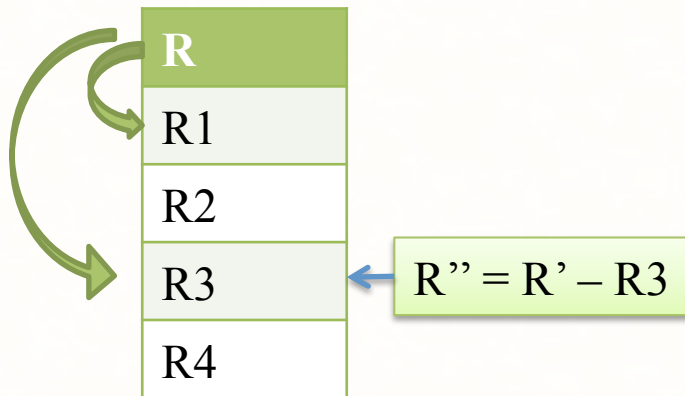 R
R1
R2
R3
R” = R’ – R3
R4